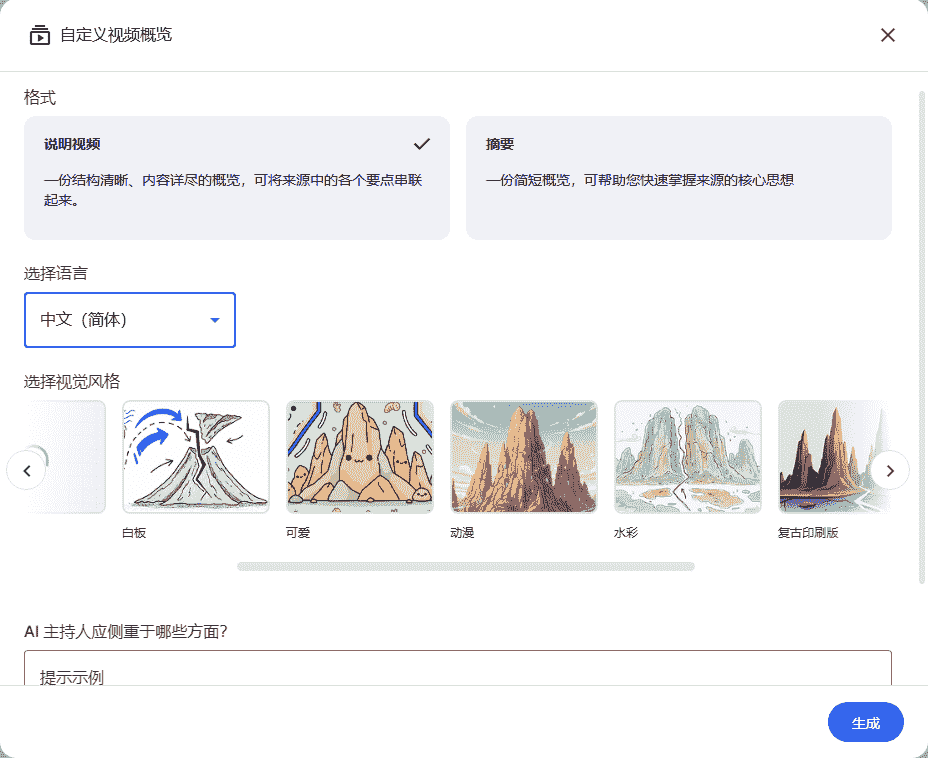 自定义视频概览
格式
说明视频
一份结构清晰、内容详尽的概览，可将来源中的各个要点串联
起来。
摘要
一份简短概览，可帮助您快速掌握来源的核心思想
选择语言
中文（简体）
选择视觉风格
白板
可爱
动漫
水彩
复古印刷版
AI 主持人应侧重于哪些方面？
提示示例
生成